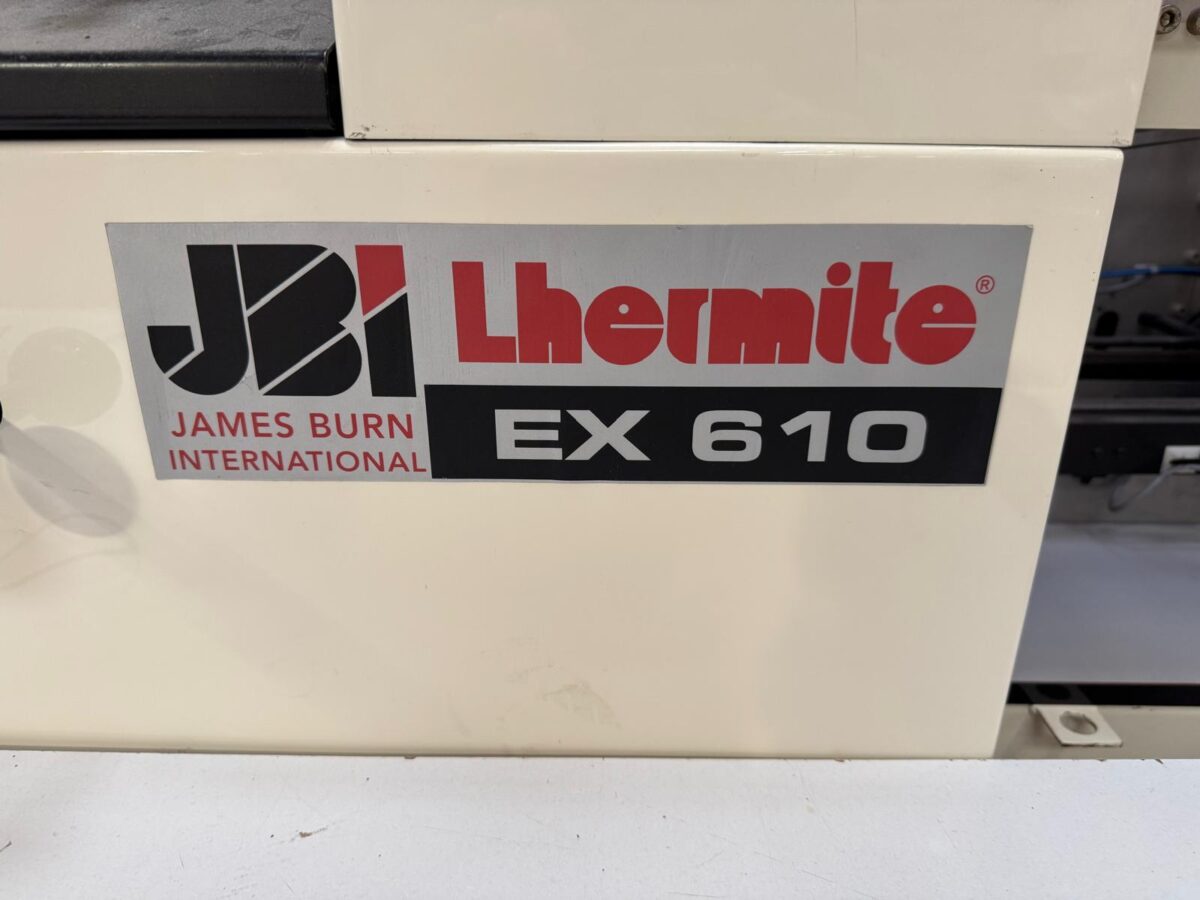 JBI
JAMES BURN
INTERNATIONAL
Lhermite®
EX 610